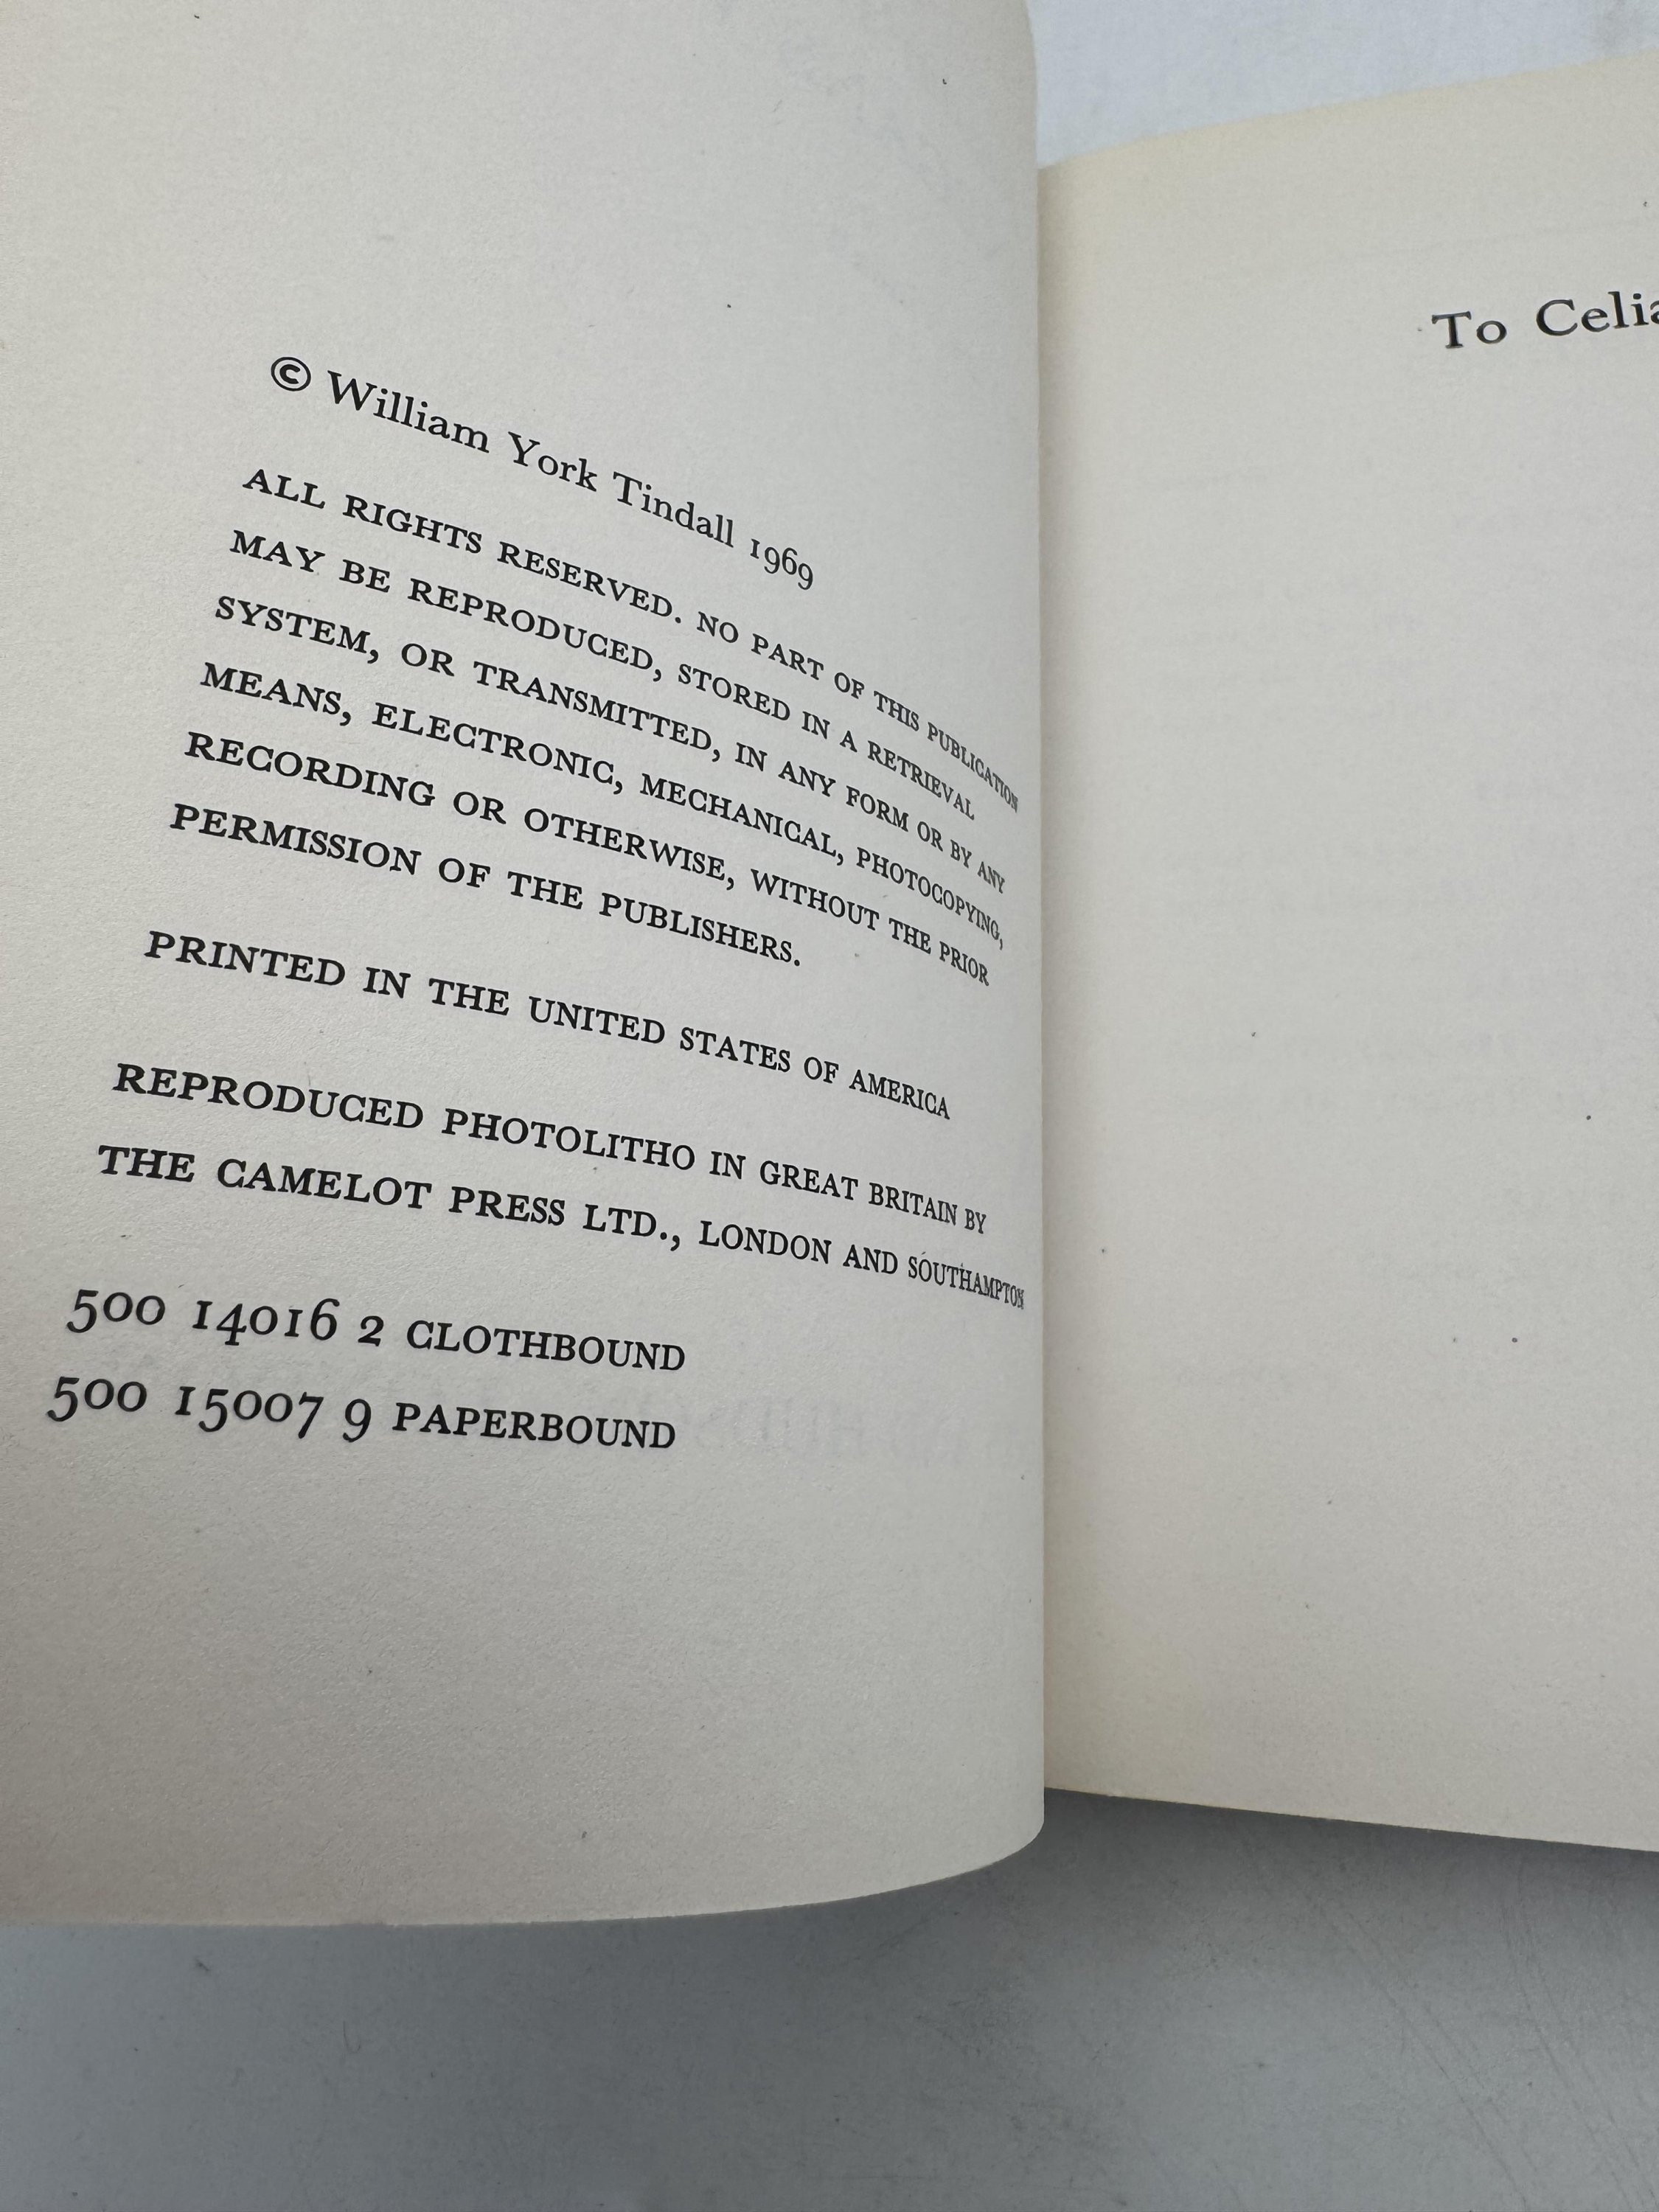 © William York Tindall 1969
ALL RIGHTS RESERVED. NO PART OF THIS PUBLICATION
MAY BE REPRODUCED, STORED IN A RETRIEVAL
SYSTEM, OR TRANSMITTED, IN ANY FORM OR BY ANY
MEANS, ELECTRONIC, MECHANICAL, PHOTOCOPYING,
RECORDING OR OTHERWISE, WITHOUT THE PRIOR
PERMISSION OF THE PUBLISHERS.
PRINTED IN THE UNITED STATES OF AMERICA
REPRODUCED PHOTOLITHO IN GREAT BRITAIN BY
THE CAMELOT PRESS LTD., LONDON AND SOUTHAMPTON
500 14016 2 CLOTHBOUND
500 15007 9 PAPERBOUND
To Celia